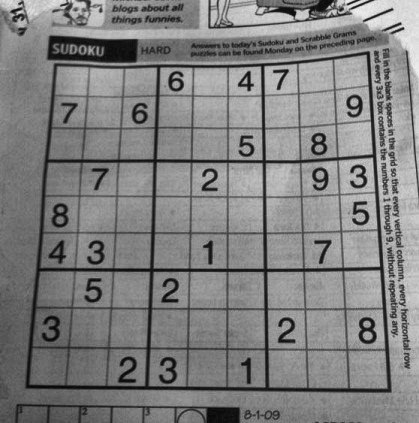 blogs about all
things funnies.
SUDOKU HARD
Answers to today's Sudoku and Scrabble Grams
puzzles can be found Monday on the preceding page.
6 4 7
7 6 9
5 8
7 2 9 3
8 5
4 3 1 7
5 2
3 2 8
2 3 1
Fill in the blank spaces in the grid so that every vertical column, every horizontal row
and every 3x3 box contains the numbers 1 through 9, without repeating any.
1 2 3
8-1-09